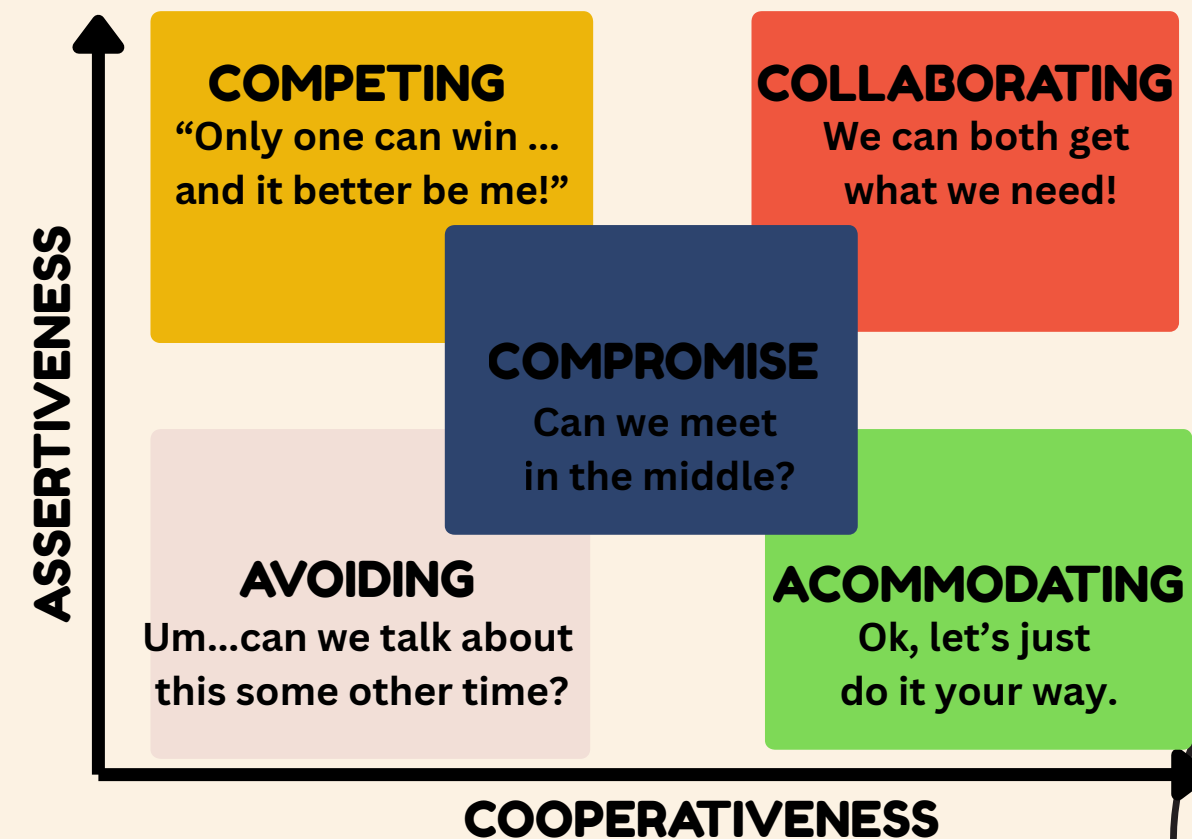 COMPETING
“Only one can win ...
and it better be me!”
COLLABORATING
We can both get
what we need!
COMPROMISE
Can we meet
in the middle?
AVOIDING
Um...can we talk about
this some other time?
ACOMMODATING
Ok, let’s just
do it your way.
ASSERTIVENESS
COOPERATIVENESS